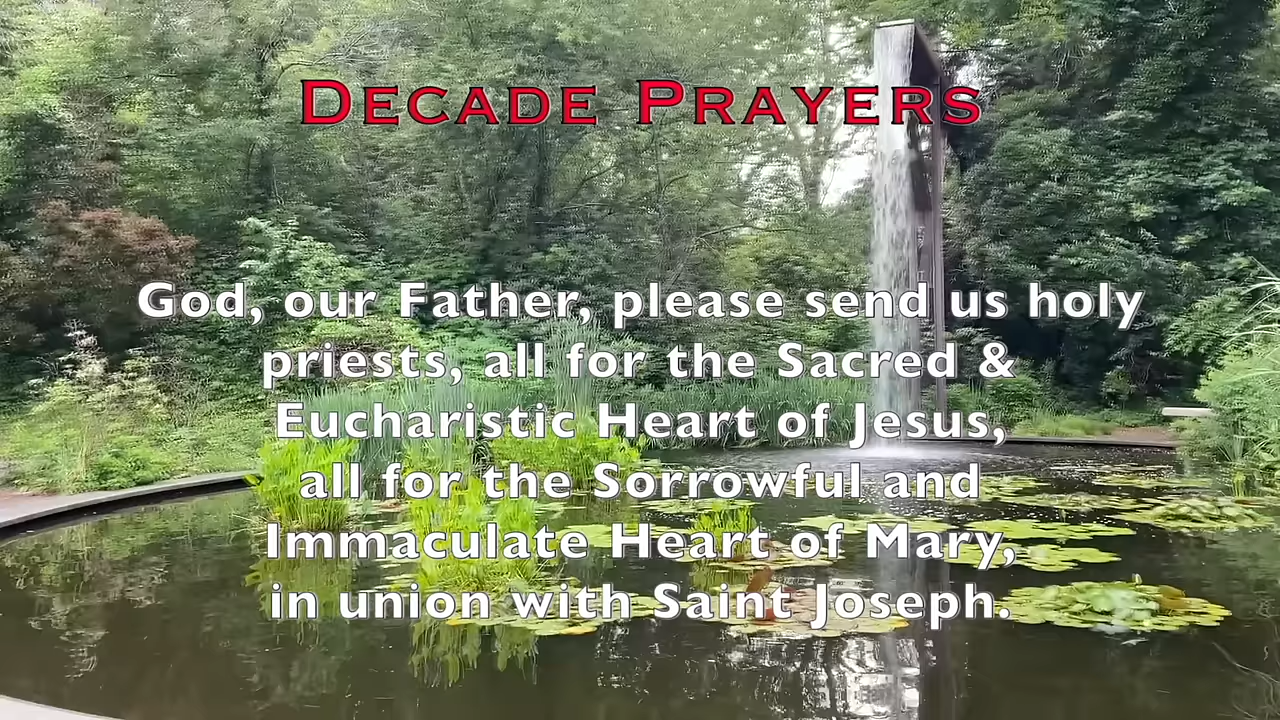 DECADE PRAYERS
God, our Father, please send us holy
priests, all for the Sacred &
Eucharistic Heart of Jesus,
all for the Sorrowful and
Immaculate Heart of Mary,
in union with Saint Joseph.